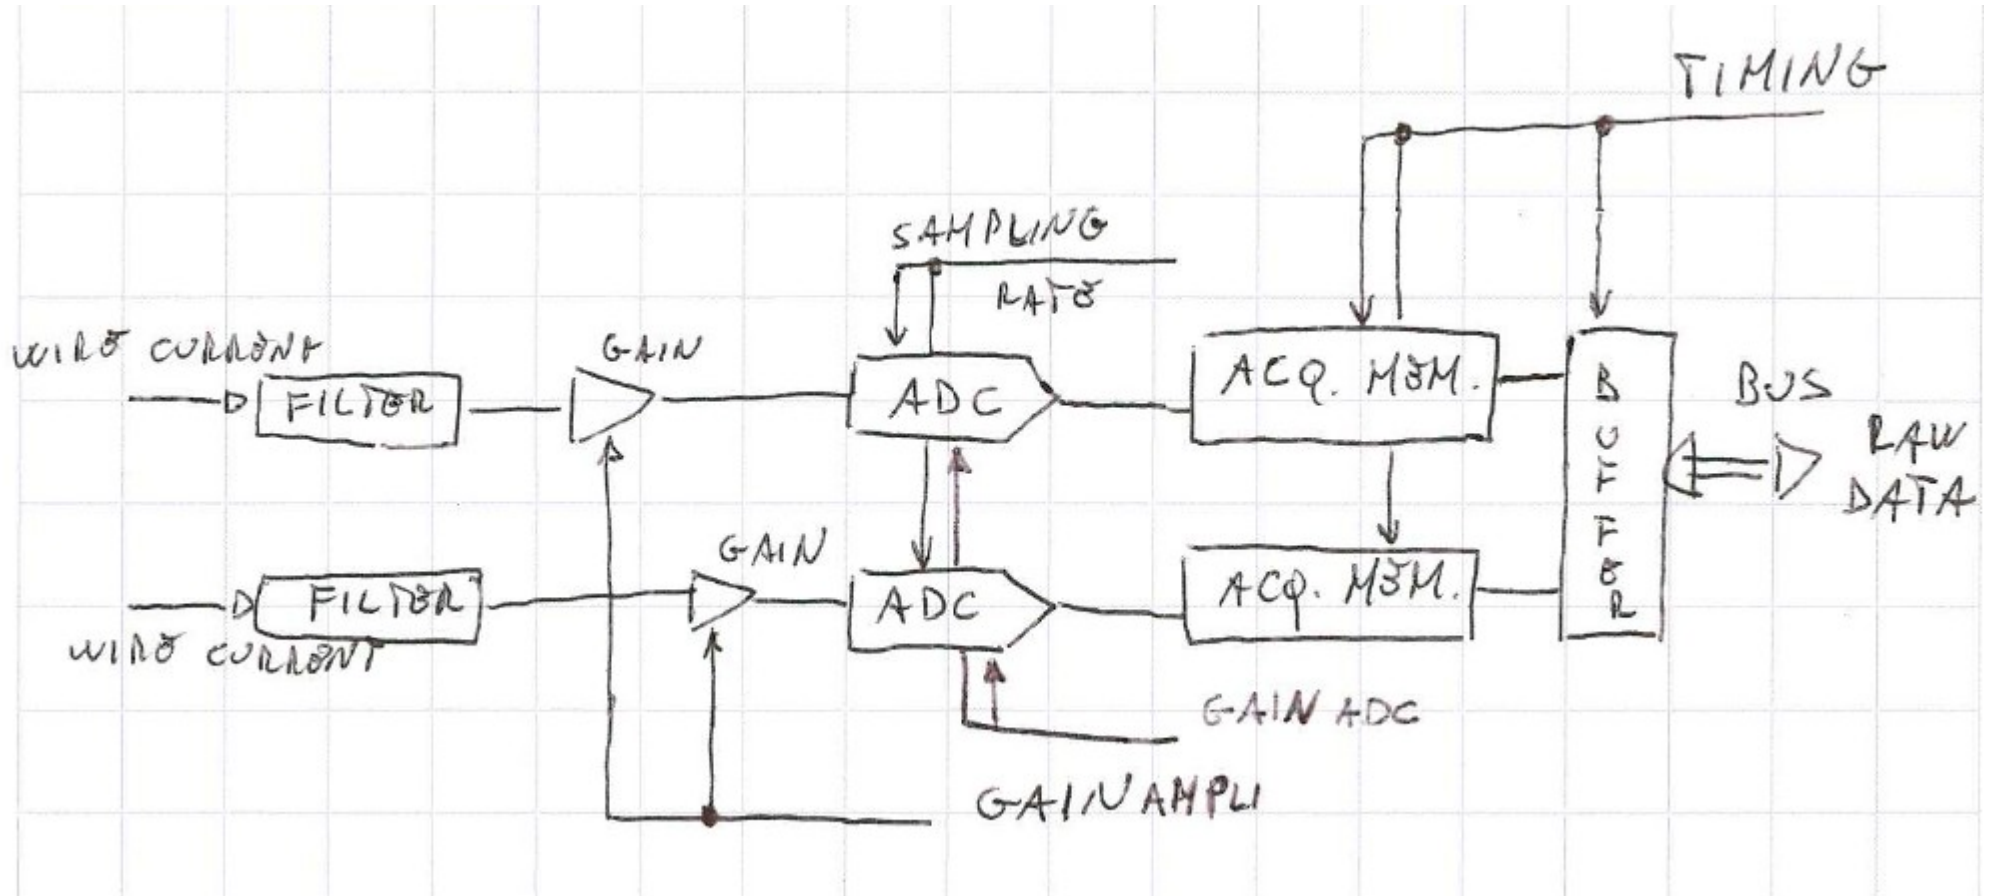 TIMING
SAMPLING
RATE
WIRE CURRENT
GAIN
FILTER
ADC
ACQ. MEM.
BUFFER
BUS
RAW
DATA
GAIN
FILTER
ADC
ACQ. MEM.
WIRE CURRENT
GAIN ADC
GAIN AMPLI